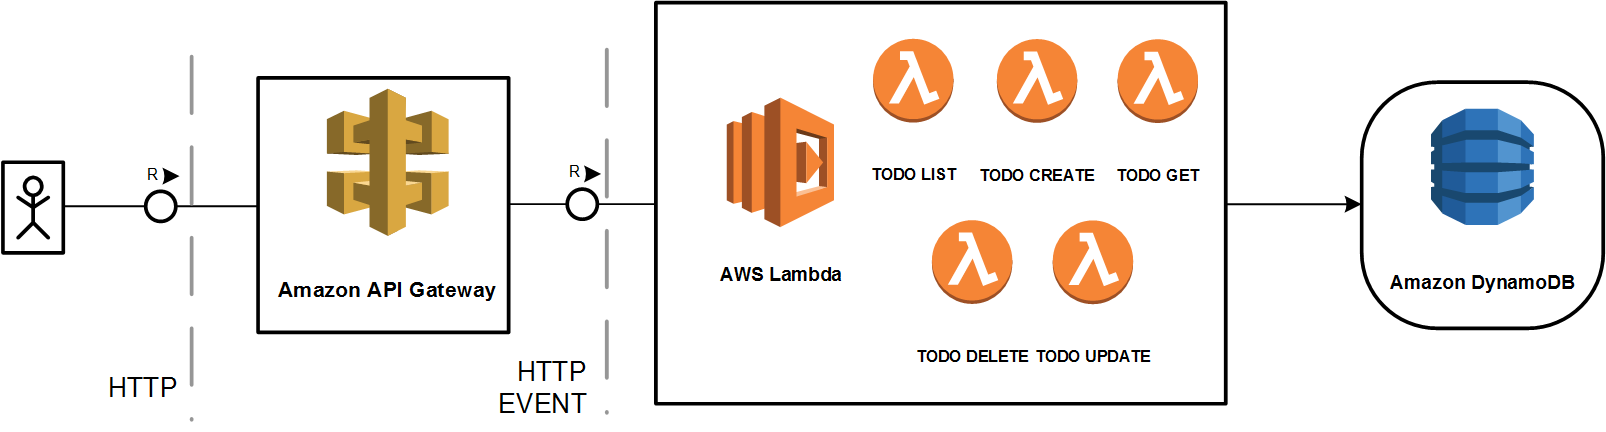 R
HTTP
Amazon API Gateway
R
HTTP
EVENT
AWS Lambda
TODO LIST
TODO CREATE
TODO GET
TODO DELETE
TODO UPDATE
Amazon DynamoDB